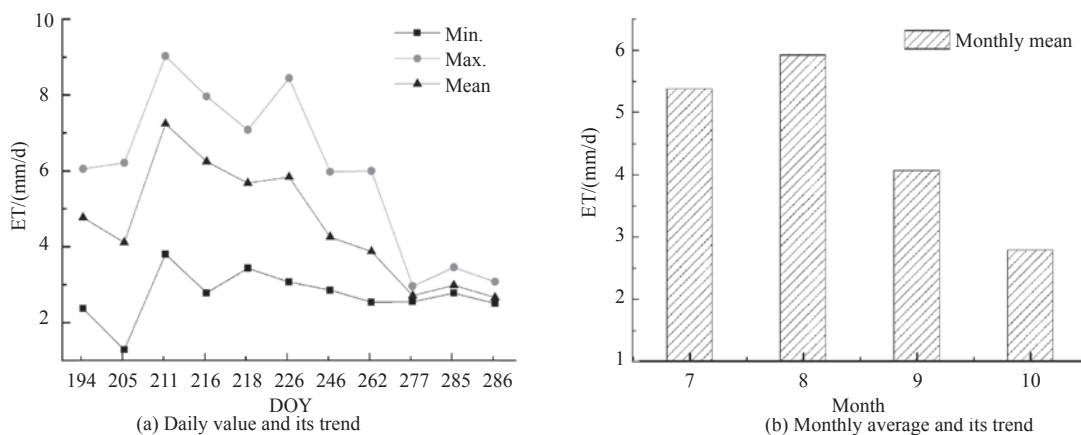 10
8
6
4
2
ET/(mm/d)
Min.
Max.
Mean
194 205 211 216 218 226 246 262 277 285 286
DOY
(a) Daily value and its trend
6
5
4
3
2
1
ET/(mm/d)
Monthly mean
7 8 9 10
Month
(b) Monthly average and its trend